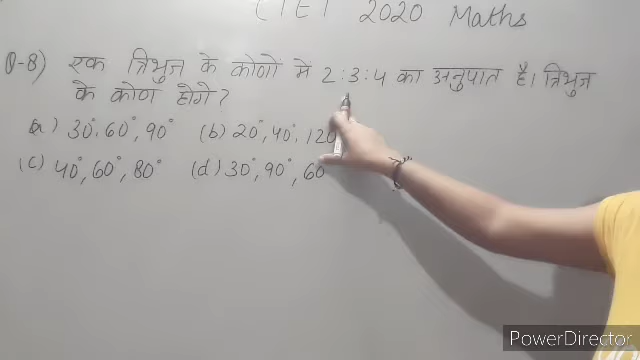 CTET 2020 Maths
Q-8) एक त्रिभुज के कोणों मे 2:3:4 का अनुपात है। त्रिभुज
के कोण होगे?
a) 30°. 60°, 90° (b) 20°, 40°. 120
(c) 40°, 60°, 80° (d) 30°, 90°, 60
PowerDirector